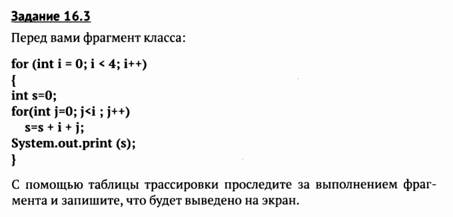 Задание 16.3
Перед вами фрагмент класса:
for (int i = 0; i < 4; i++)
{
int s=0;
for(int j=0; j<i ; j++)
s=s + i + j;
System.out.print (s);
}
С помощью таблицы трассировки проследите за выполнением фраг-
мента и запишите, что будет выведено на экран.